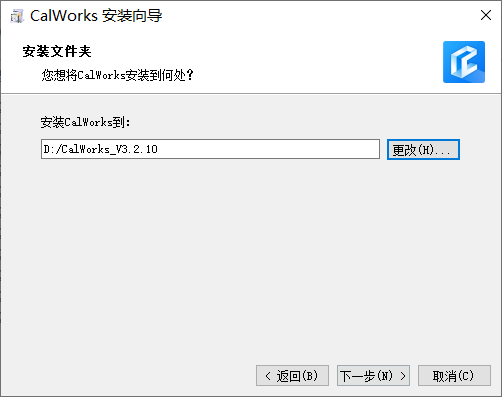 CalWorks 安装向导
安装文件夹
您想将CalWorks安装到何处?
安装CalWorks到:
D:/CalWorks_V3.2.10
更改(H)...
< 返回(B)
下一步(N) >
取消(C)